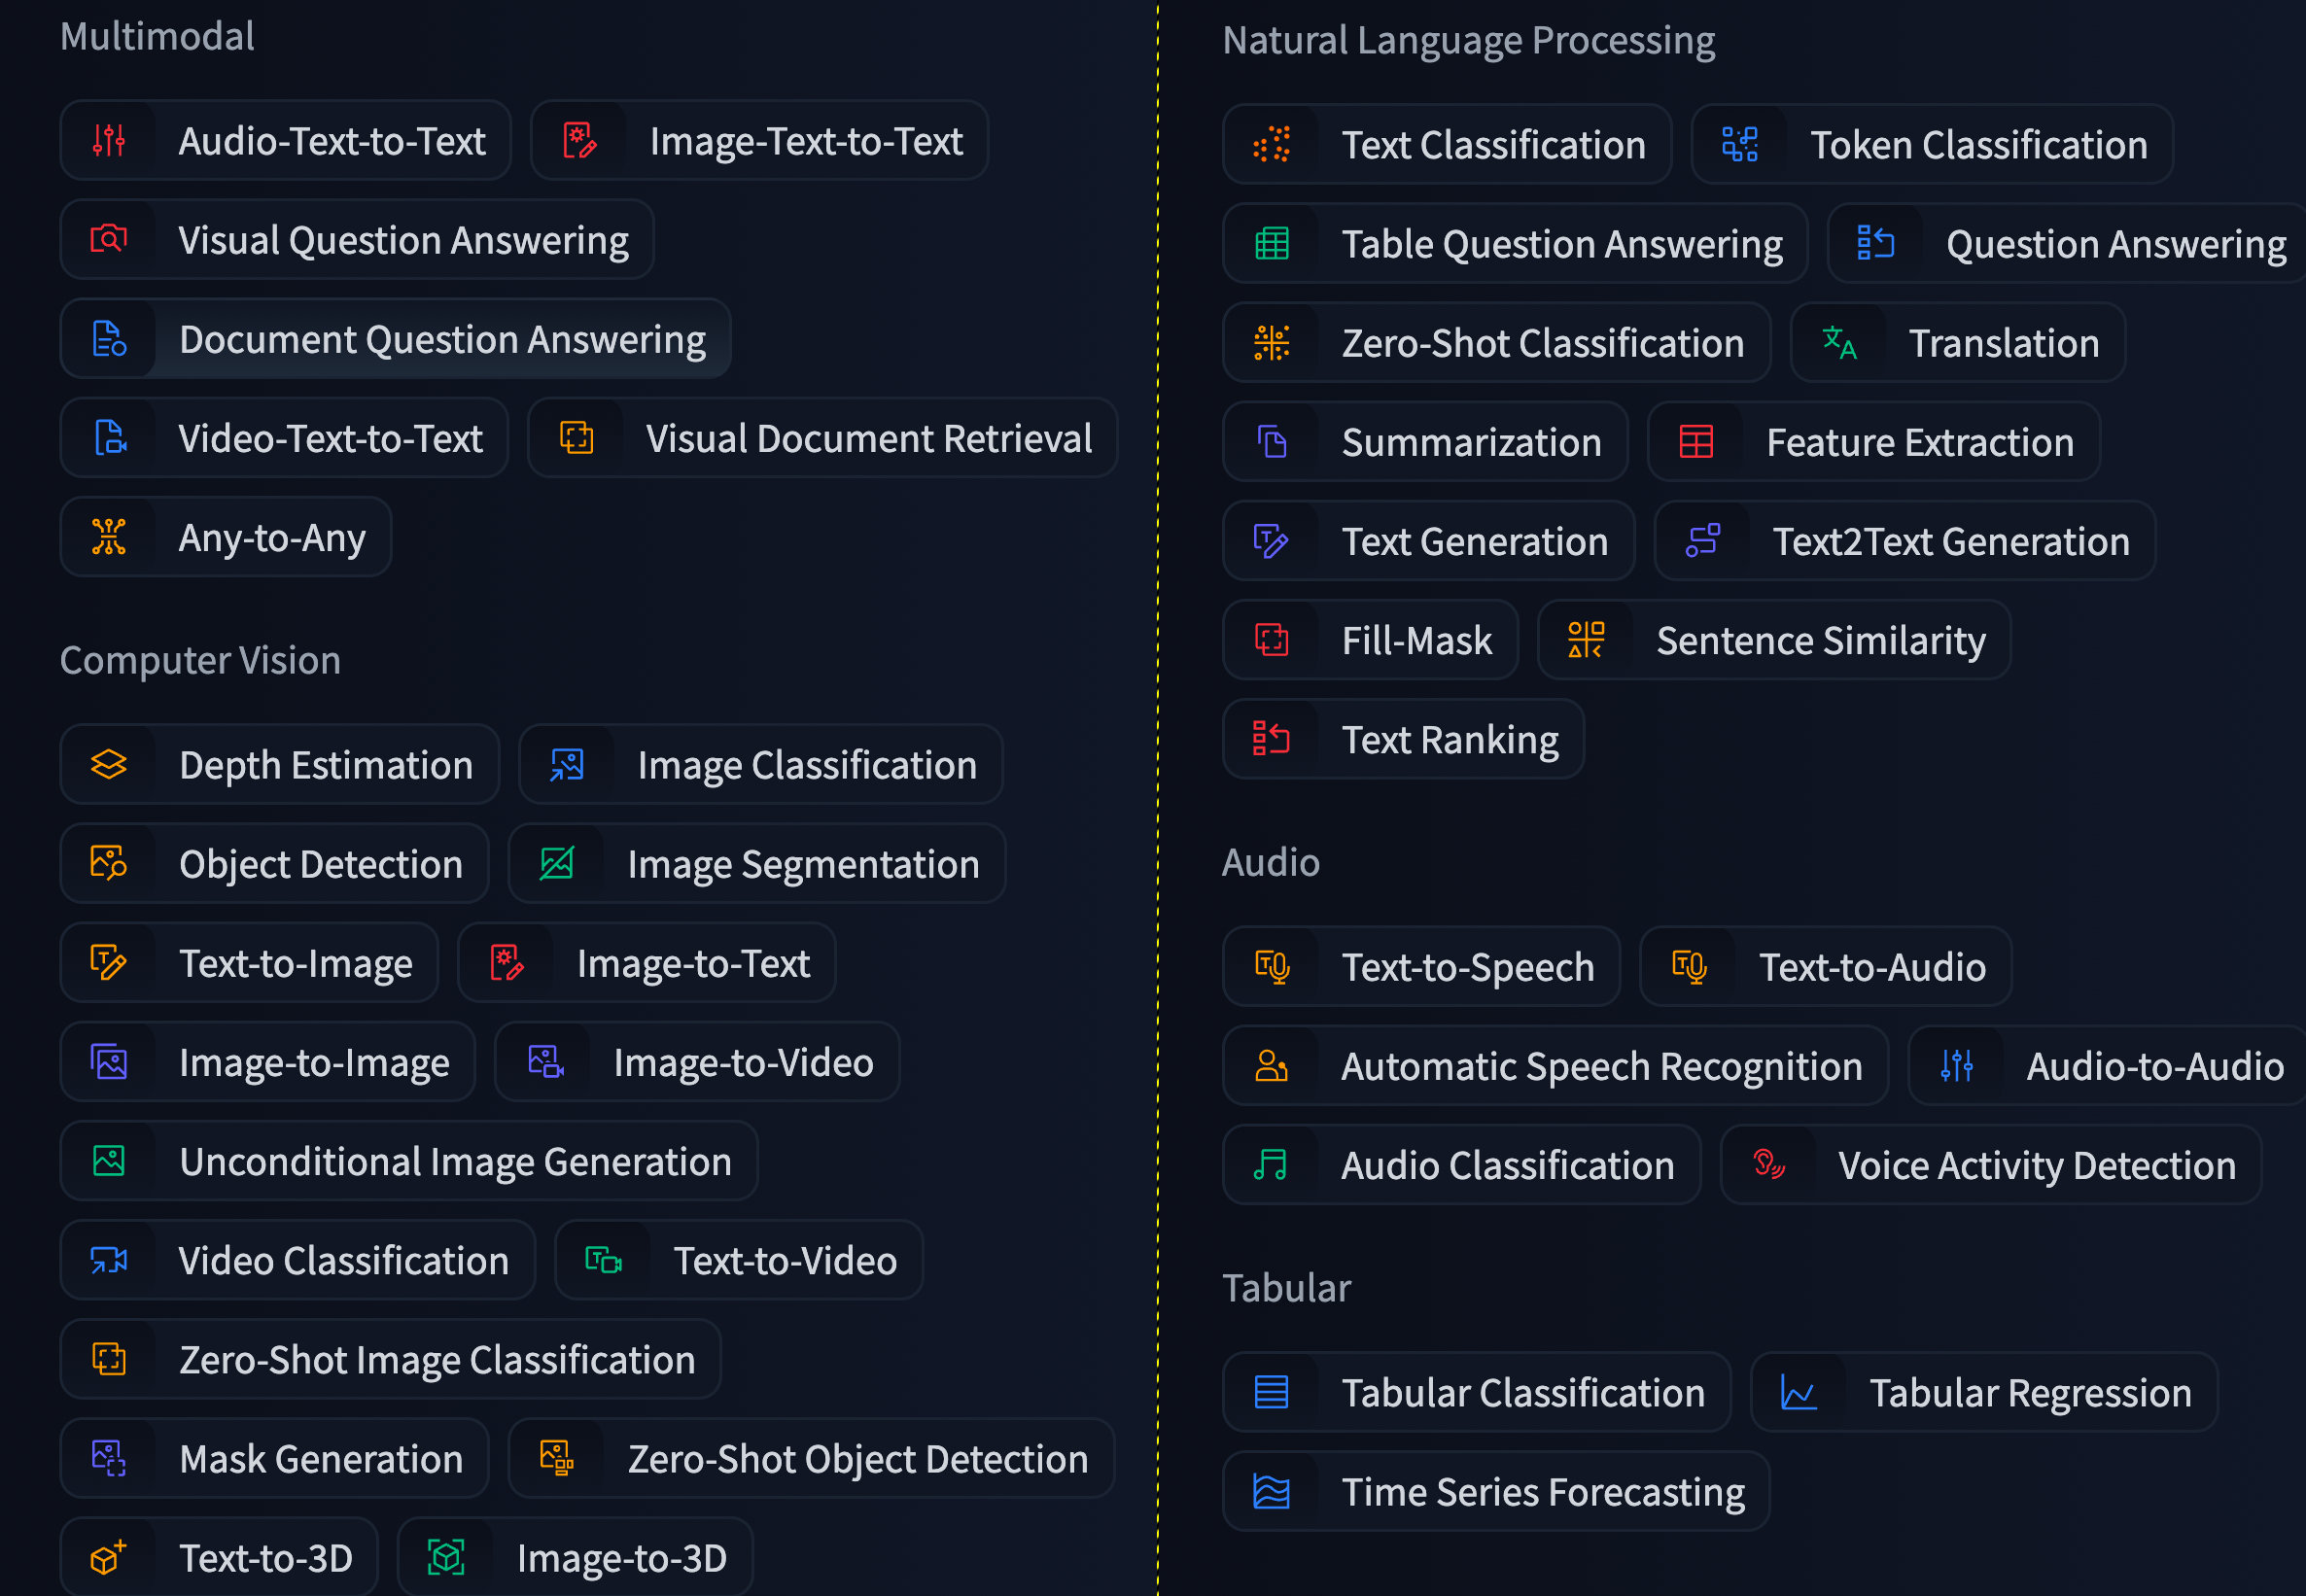 Multimodal
Audio-Text-to-Text Image-Text-to-Text
Visual Question Answering
Document Question Answering
Video-Text-to-Text Visual Document Retrieval
Any-to-Any
Computer Vision
Depth Estimation Image Classification
Object Detection Image Segmentation
Text-to-Image Image-to-Text
Image-to-Image Image-to-Video
Unconditional Image Generation
Video Classification Text-to-Video
Zero-Shot Image Classification
Mask Generation Zero-Shot Object Detection
Text-to-3D Image-to-3D
Natural Language Processing
Text Classification Token Classification
Table Question Answering Question Answering
Zero-Shot Classification Translation
Summarization Feature Extraction
Text Generation Text2Text Generation
Fill-Mask Sentence Similarity
Text Ranking
Audio
Text-to-Speech Text-to-Audio
Automatic Speech Recognition Audio-to-Audio
Audio Classification Voice Activity Detection
Tabular
Tabular Classification Tabular Regression
Time Series Forecasting